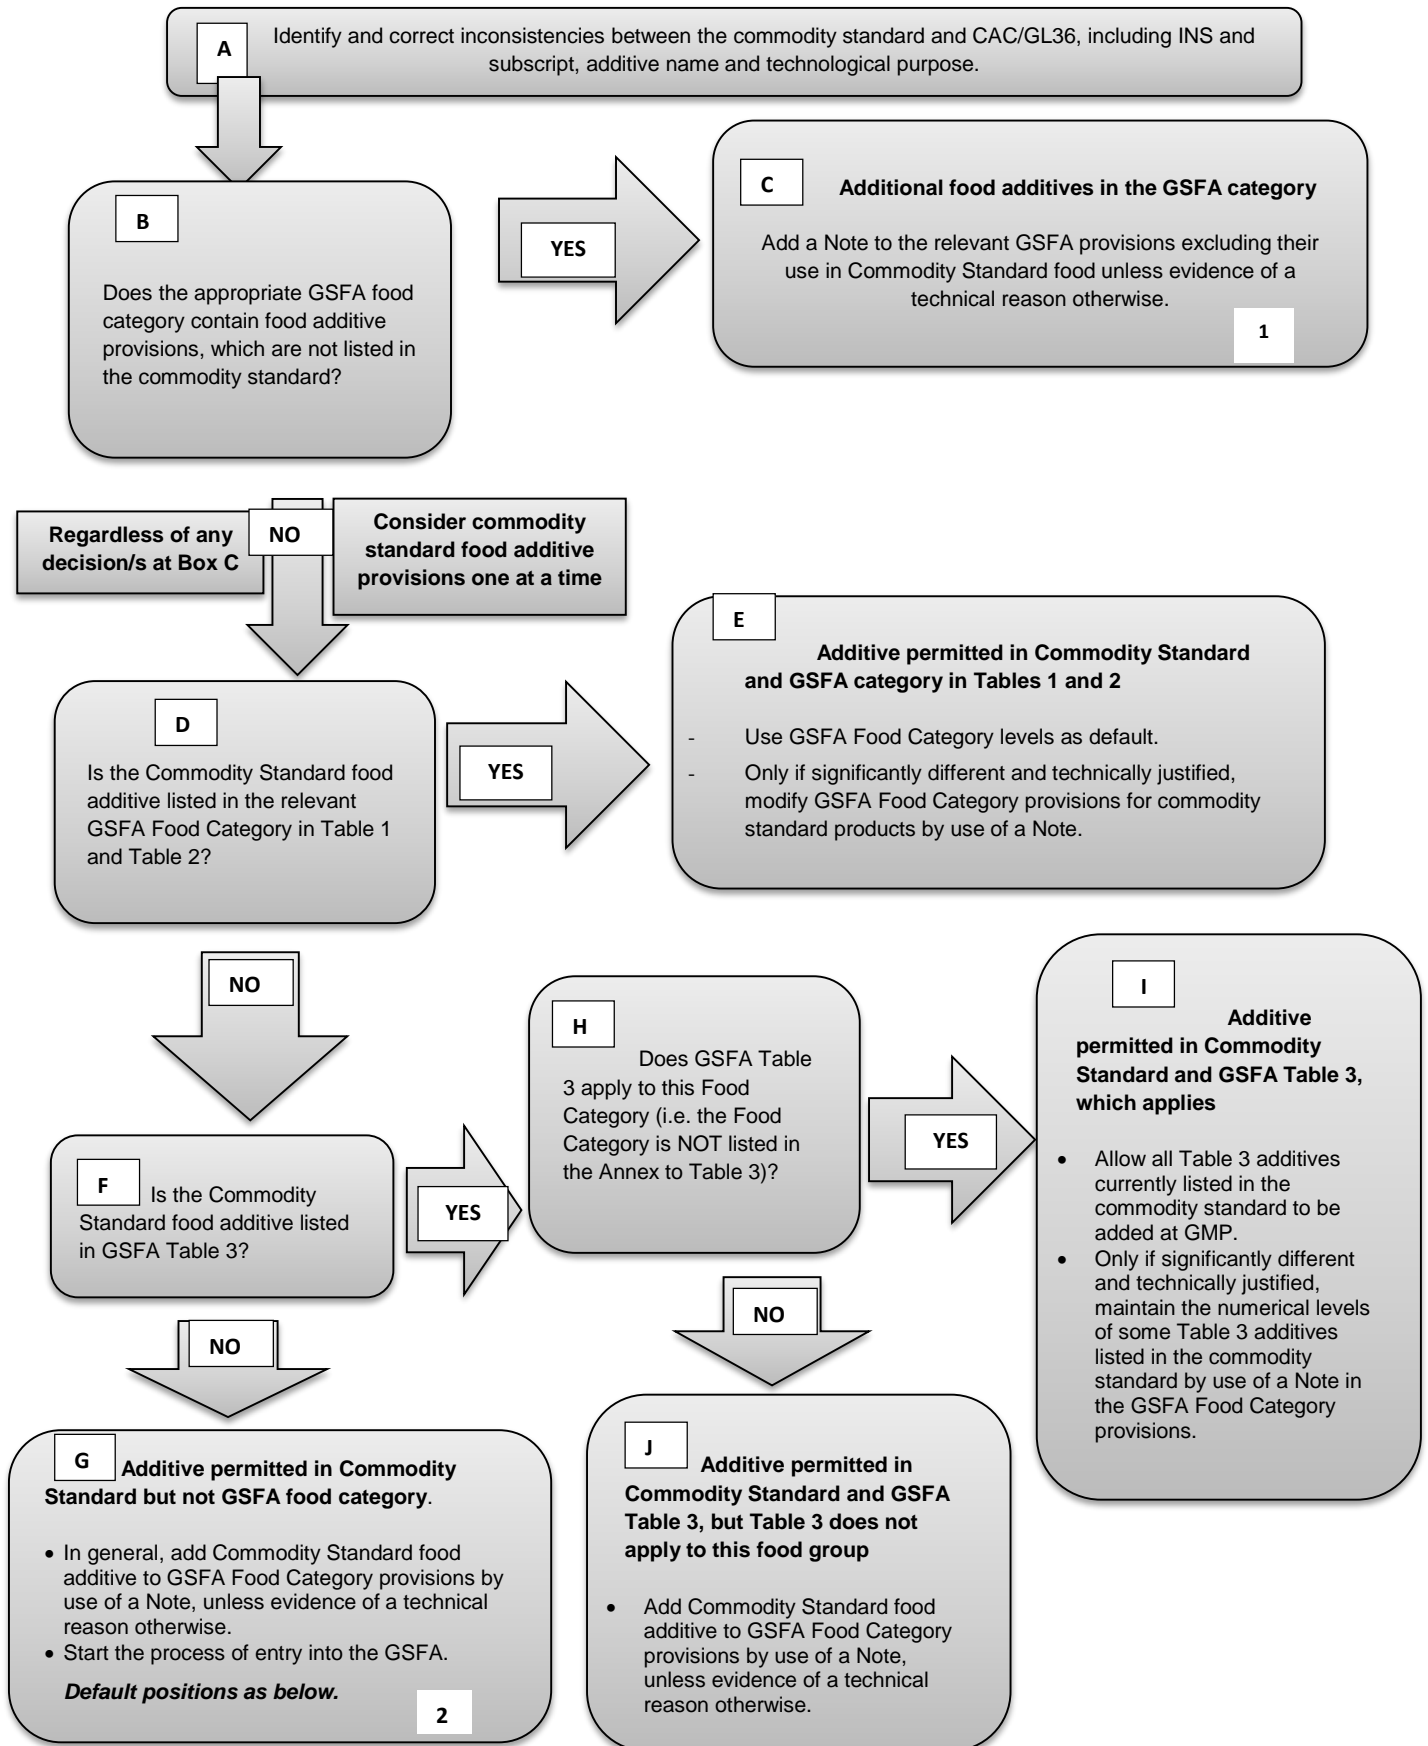 A
Identify and correct inconsistencies between the commodity standard and CAC/GL36, including INS and
subscript, additive name and technological purpose.
B
Does the appropriate GSFA food
category contain food additive
provisions, which are not listed in
the commodity standard?
YES
C
Additional food additives in the GSFA category
Add a Note to the relevant GSFA provisions excluding their
use in Commodity Standard food unless evidence of a
technical reason otherwise.
1
Regardless of any
decision/s at Box C
NO
Consider commodity
standard food additive
provisions one at a time
D
Is the Commodity Standard food
additive listed in the relevant
GSFA Food Category in Table 1
and Table 2?
YES
E
Additive permitted in Commodity Standard
and GSFA category in Tables 1 and 2
- Use GSFA Food Category levels as default.
- Only if significantly different and technically justified,
modify GSFA Food Category provisions for commodity
standard products by use of a Note.
NO
F
Is the Commodity
Standard food additive listed
in GSFA Table 3?
YES
H
Does GSFA Table
3 apply to this Food
Category (i.e. the Food
Category is NOT listed in
the Annex to Table 3)?
YES
I
Additive
permitted in Commodity
Standard and GSFA Table 3,
which applies
• Allow all Table 3 additives
currently listed in the
commodity standard to be
added at GMP.
• Only if significantly different
and technically justified,
maintain the numerical levels
of some Table 3 additives
listed in the commodity
standard by use of a Note in
the GSFA Food Category
provisions.
NO
G
Additive permitted in Commodity
Standard but not GSFA food category.
• In general, add Commodity Standard food
additive to GSFA Food Category provisions by
use of a Note, unless evidence of a technical
reason otherwise.
• Start the process of entry into the GSFA.
Default positions as below.
2
NO
J
Additive permitted in
Commodity Standard and GSFA
Table 3, but Table 3 does not
apply to this food group
• Add Commodity Standard food
additive to GSFA Food Category
provisions by use of a Note,
unless evidence of a technical
reason otherwise.